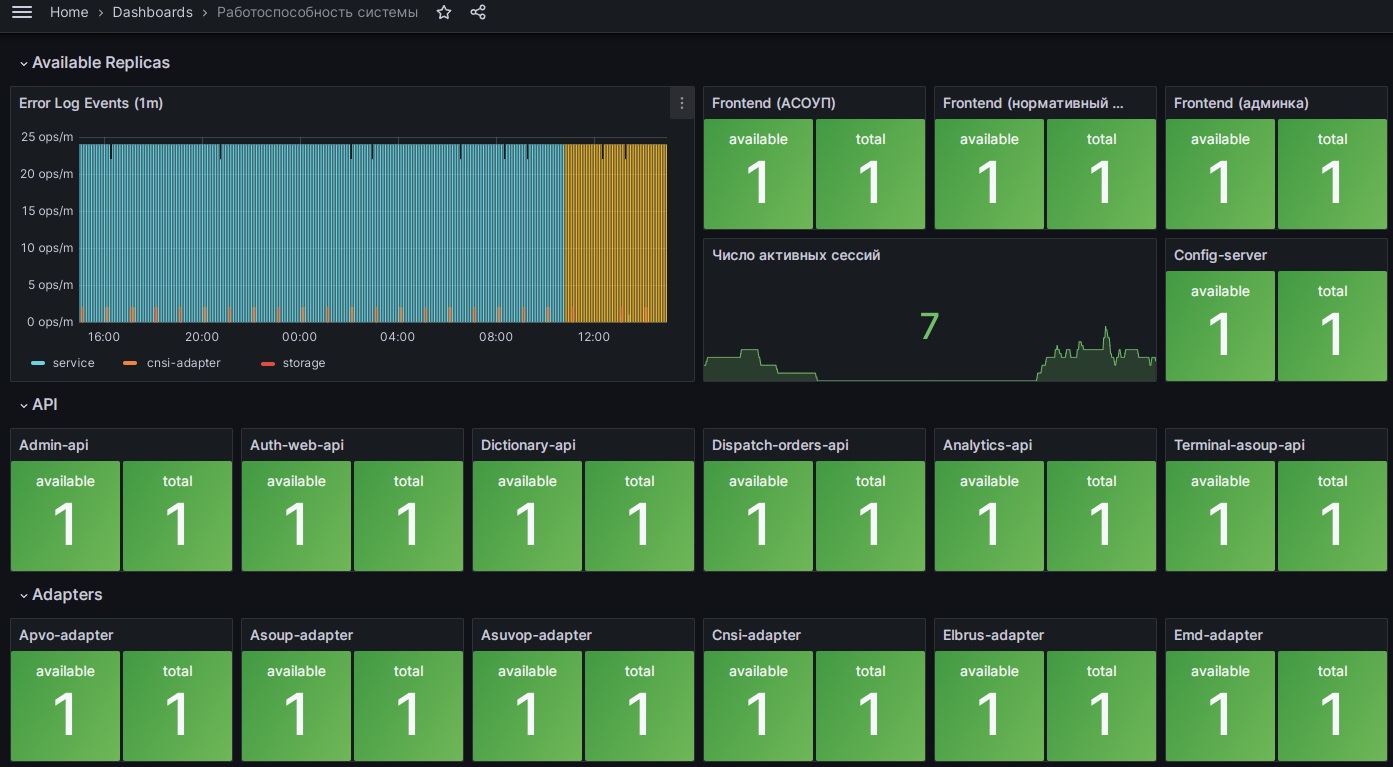 Home › Dashboards › Работоспособность системы
Available Replicas
Error Log Events (1m)
25 ops/m
20 ops/m
15 ops/m
10 ops/m
5 ops/m
0 ops/m
16:00 20:00 00:00 04:00 08:00 12:00
service cnsi-adapter storage
Frontend (АСОУП) Frontend (нормативный ... Frontend (админка)
available total available total available total
1 1 1 1 1 1
Число активных сессий Config-server
7
available total
1 1
API
Admin-api Auth-web-api Dictionary-api Dispatch-orders-api Analytics-api Terminal-asoup-api
available total available total available total available total available total available total
1 1 1 1 1 1 1 1 1 1 1 1
Adapters
Apvo-adapter Asoup-adapter Asuvop-adapter Cnsi-adapter Elbrus-adapter Emd-adapter
available total available total available total available total available total available total
1 1 1 1 1 1 1 1 1 1 1 1